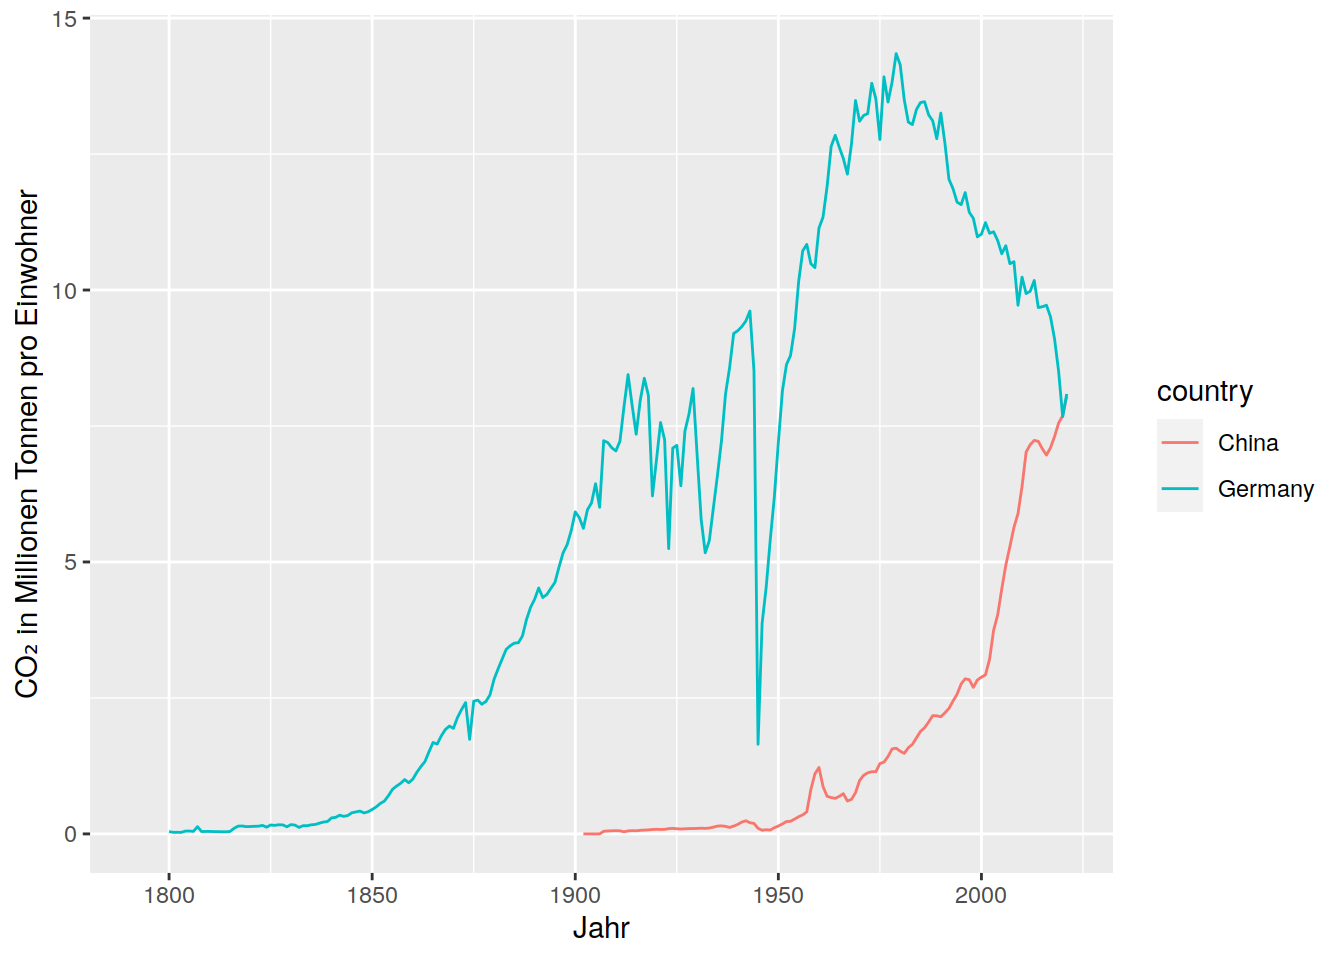 15
10
5
0
CO₂ in Millionen Tonnen pro Einwohner
1800 1850 1900 1950 2000
Jahr
country
China
Germany